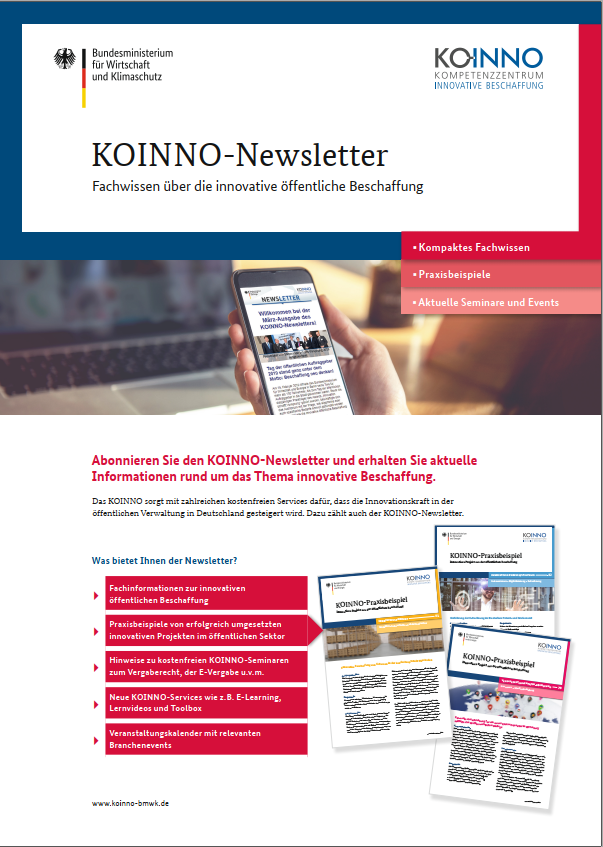 Bundesministerium
für Wirtschaft
und Klimaschutz
KOINNO
KOMPETENZZENTRUM
INNOVATIVE BESCHAFFUNG
KOINNO-Newsletter
Fachwissen über die innovative öffentliche Beschaffung
▪ Kompaktes Fachwissen
▪ Praxisbeispiele
▪ Aktuelle Seminare und Events
NEWSLETTER
Willkommen bei der
März-Ausgabe des
KOINNO-Newsletters!
Tag der öffentlichen Auftraggeber
2019 stand ganz unter dem
Motto: Beschaffung neu denken!
Abonnieren Sie den KOINNO-Newsletter und erhalten Sie aktuelle
Informationen rund um das Thema innovative Beschaffung.
Das KOINNO sorgt mit zahlreichen kostenfreien Services dafür, dass die Innovationskraft in der
öffentlichen Verwaltung in Deutschland gesteigert wird. Dazu zählt auch der KOINNO-Newsletter.
Was bietet Ihnen der Newsletter?
Fachinformationen zur innovativen
öffentlichen Beschaffung
Praxisbeispiele von erfolgreich umgesetzten
innovativen Projekten im öffentlichen Sektor
Hinweise zu kostenfreien KOINNO-Seminaren
zum Vergaberecht, der E-Vergabe u.v.m.
Neue KOINNO-Services wie z.B. E-Learning,
Lernvideos und Toolbox
Veranstaltungskalender mit relevanten
Branchenevents
KOINNO
KOINNO-Praxisbeispiel
KOINNO
KOINNO-Praxisbeispiel
KOINNO
KOINNO-Praxisbeispiel
www.koinno-bmwk.de